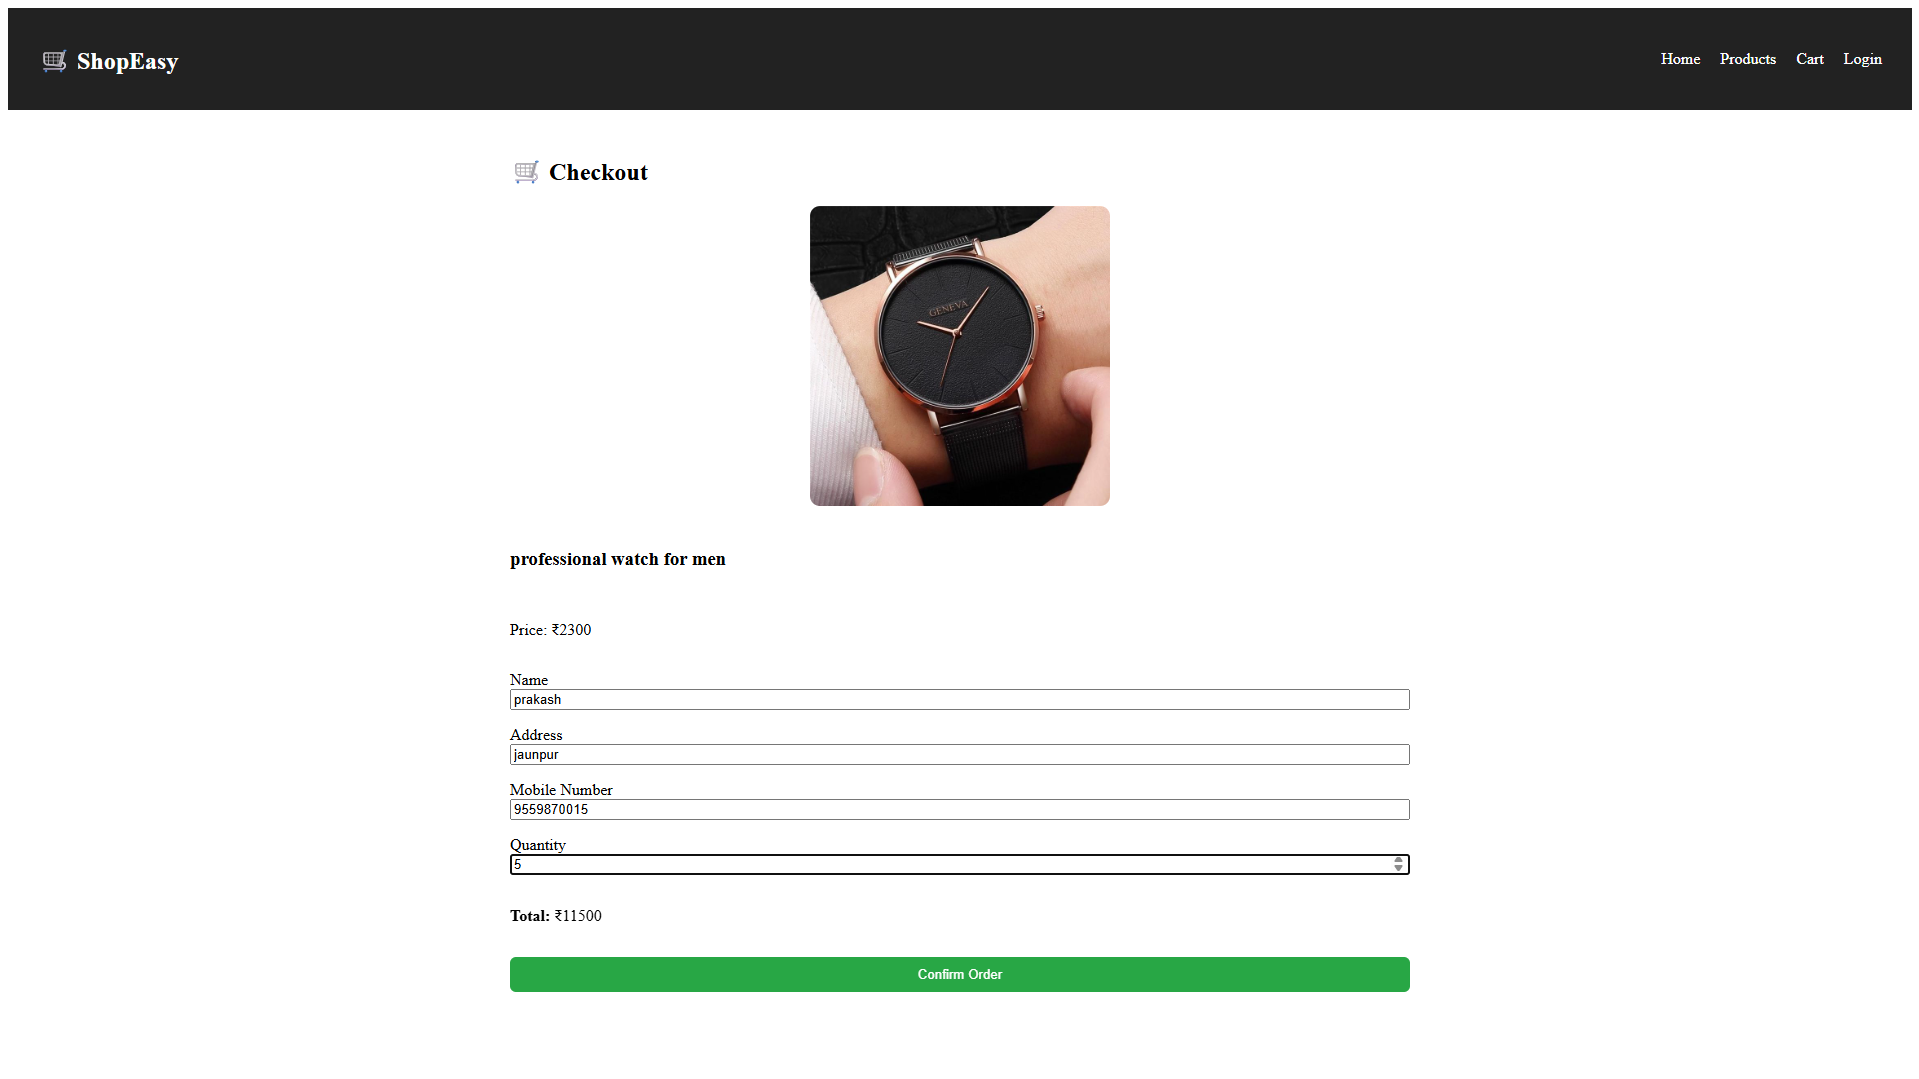 ShopEasy
Home Products Cart Login
Checkout
GENEVA
professional watch for men
Price: ₹2300
Name
prakash
Address
jaunpur
Mobile Number
9559870015
Quantity
5
Total: ₹11500
Confirm Order